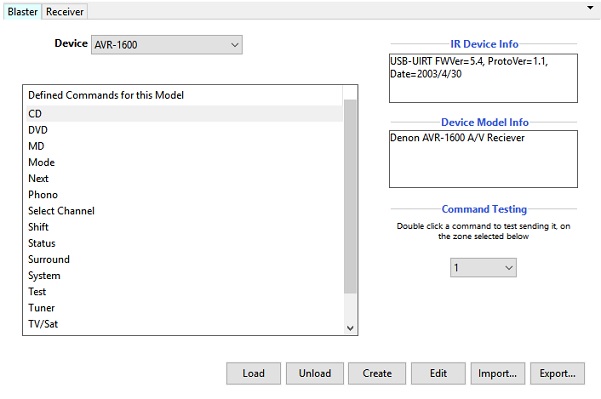 Blaster Receiver
Device AVR-1600
Defined Commands for this Model
CD
DVD
MD
Mode
Next
Phono
Select Channel
Shift
Status
Surround
System
Test
Tuner
TV/Sat
IR Device Info
USB-UIRT FWVer=5.4, ProtoVer=1.1,
Date=2003/4/30
Device Model Info
Denon AVR-1600 A/V Reciever
Command Testing
Double click a command to test sending it, on
the zone selected below
1
Load Unload Create Edit Import... Export...